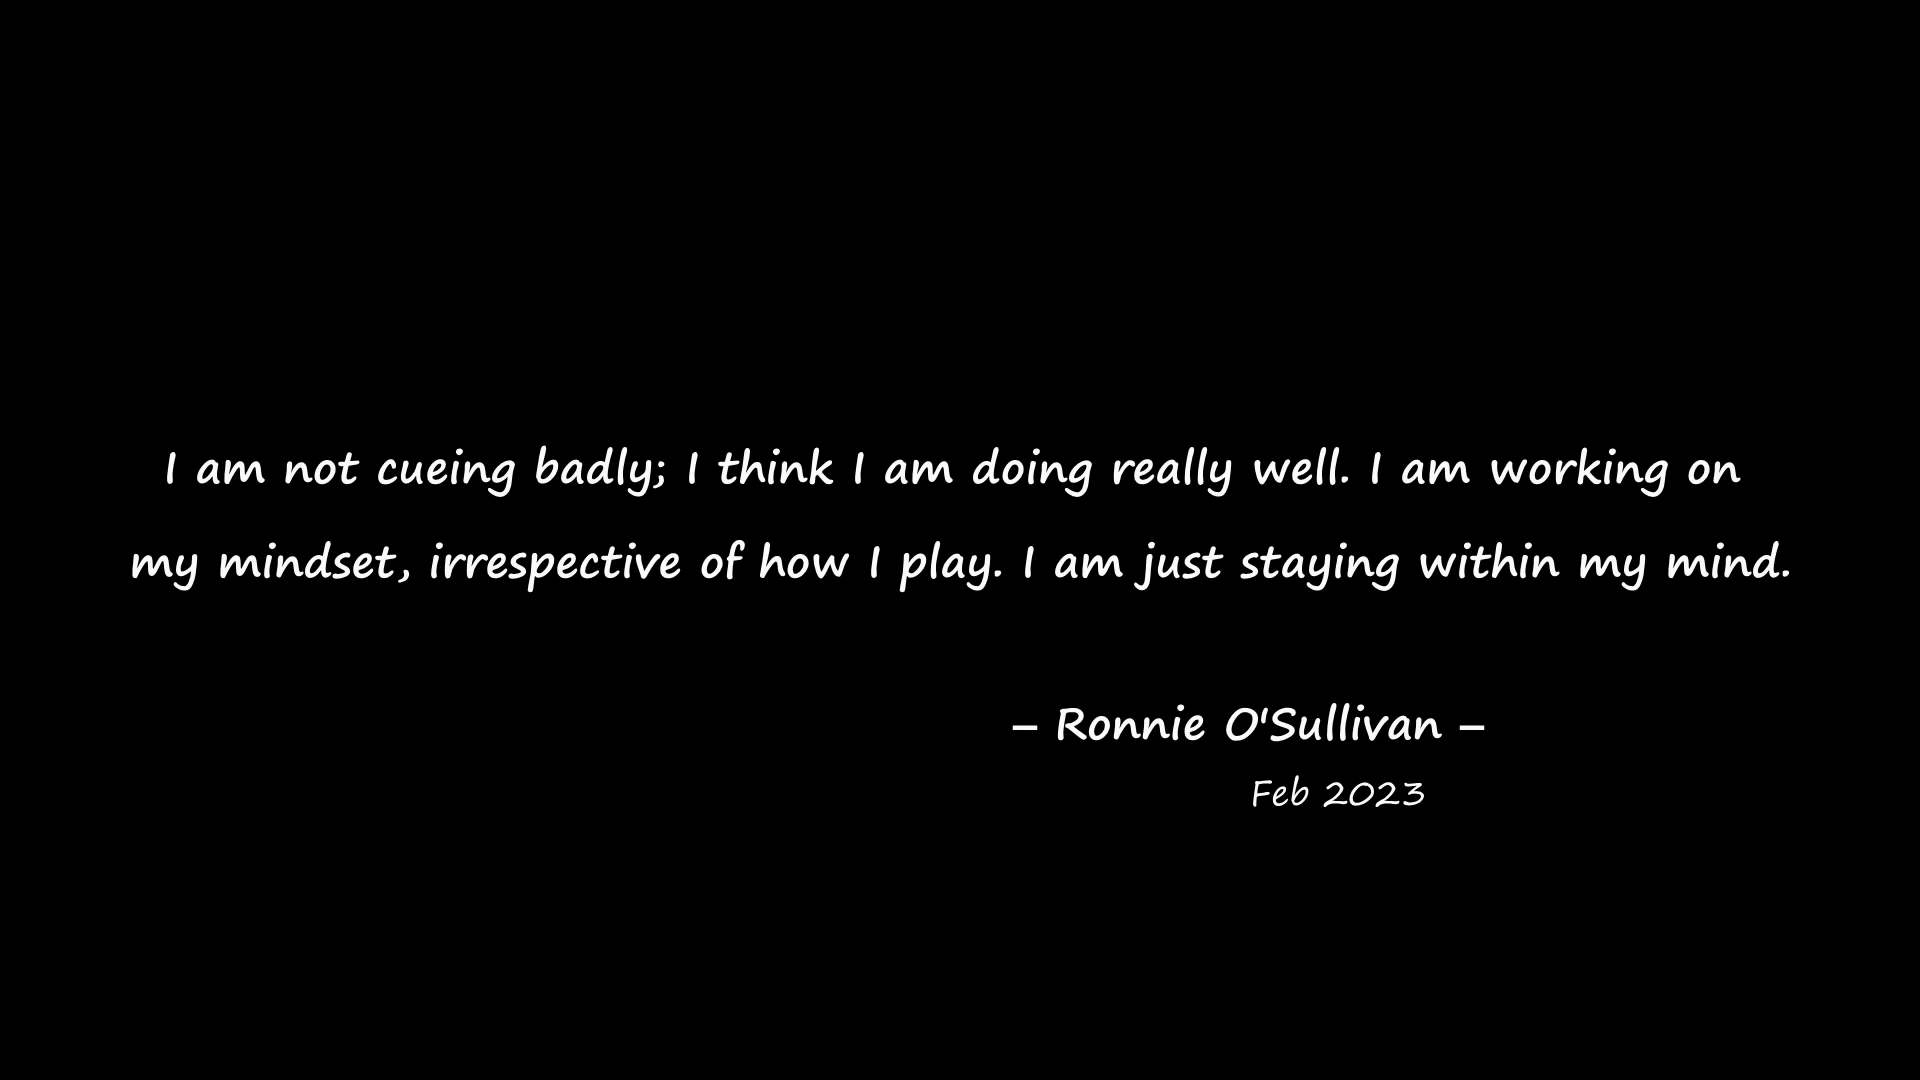 I am not cueing badly; I think I am doing really well. I am working on
my mindset, irrespective of how I play. I am just staying within my mind.
– Ronnie O'Sullivan –
Feb 2023